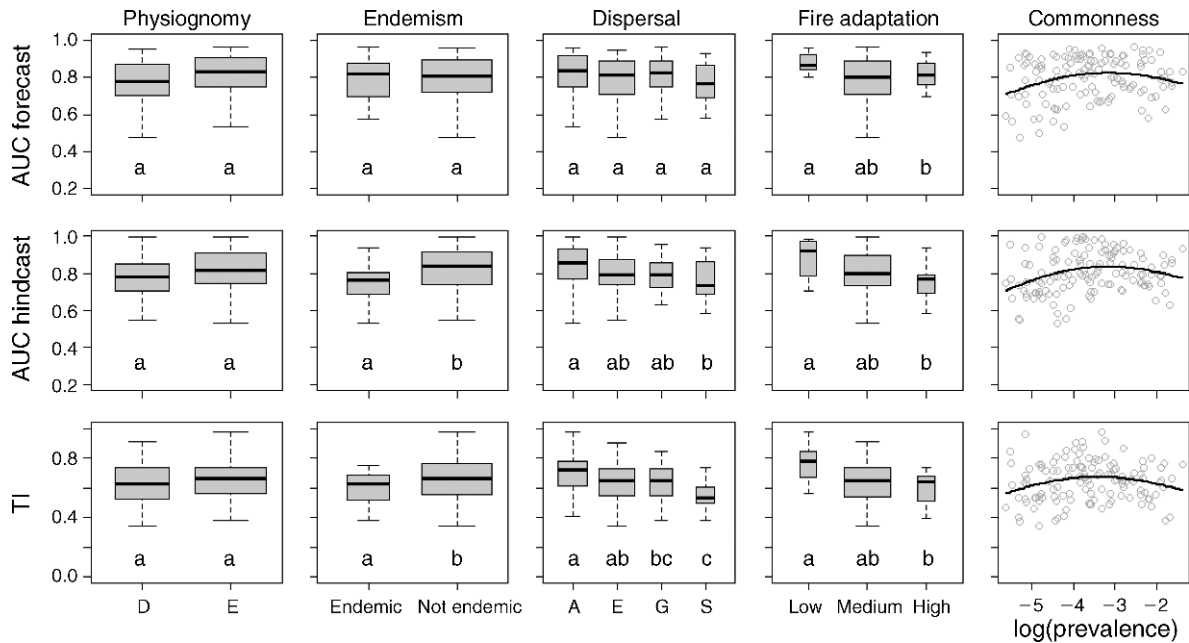 Physiognomy Endemism Dispersal Fire adaptation Commonness
AUC forecast
1.0
0.8
0.6
0.4
0.2
a a
a a
a a a a
a ab b
AUC hindcast
1.0
0.8
0.6
0.4
0.2
a a
a b
a ab ab b
a ab b
TI
0.8
0.4
0.0
a a
a b
a ab bc c
a ab b
D E
Endemic Not endemic
A E G S
Low Medium High
−5 −4 −3 −2
log(prevalence)